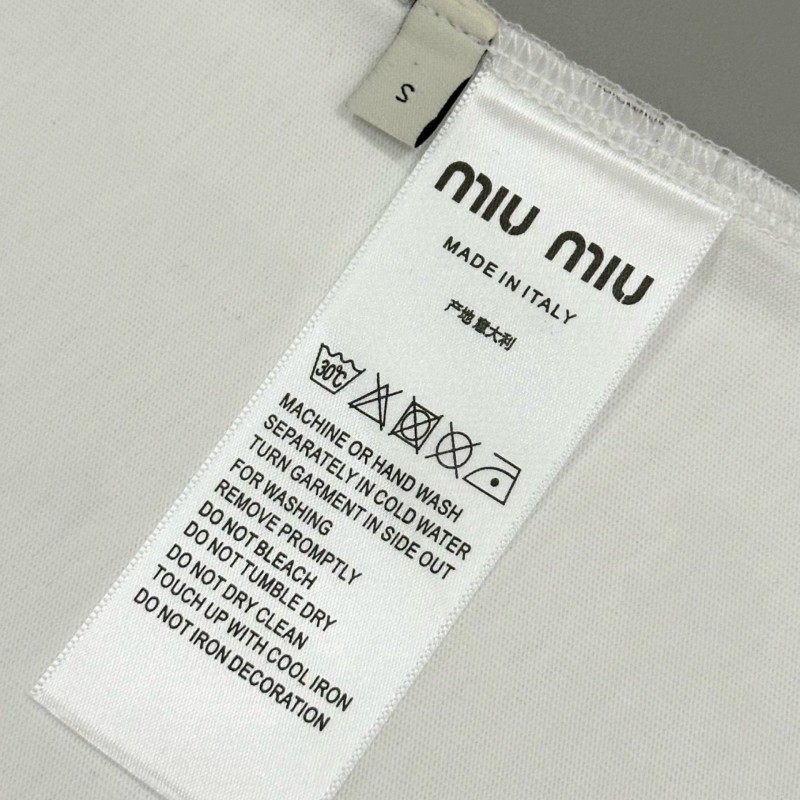 S
MIU MIU
MADE IN ITALY
产地 意大利
30℃
MACHINE OR HAND WASH
SEPARATELY IN COLD WATER
TURN GARMENT IN SIDE OUT
FOR WASHING
REMOVE PROMPTLY
DO NOT BLEACH
DO NOT TUMBLE DRY
DO NOT DRY CLEAN
TOUCH UP WITH COOL IRON
DO NOT IRON DECORATION